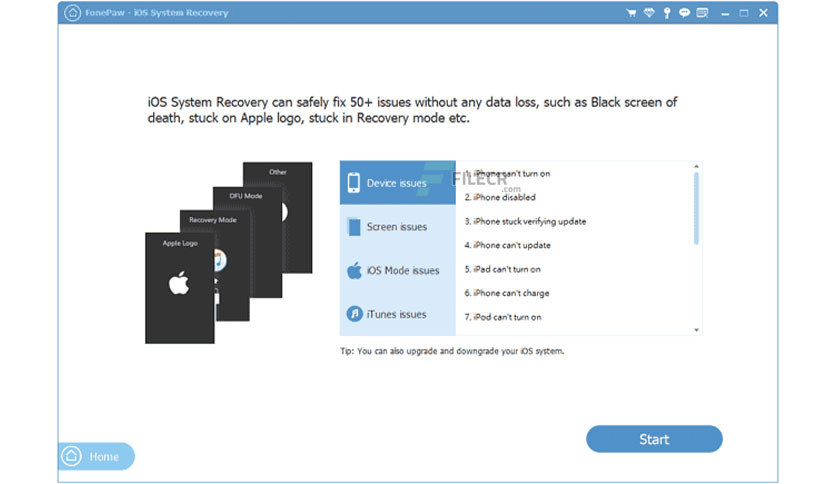 FonePaw - iOS System Recovery
iOS System Recovery can safely fix 50+ issues without any data loss, such as Black screen of
death, stuck on Apple logo, stuck in Recovery mode etc.
Other
DFU Mode
Recovery Mode
Apple Logo
Device issues
Screen issues
iOS Mode issues
iTunes issues
FILECR
.com
1. iPhone can't turn on
2. iPhone disabled
3. iPhone stuck verifying update
4. iPhone can't update
5. iPad can't turn on
6. iPhone can't charge
7. iPod can't turn on
Tip: You can also upgrade and downgrade your iOS system.
Start
Home